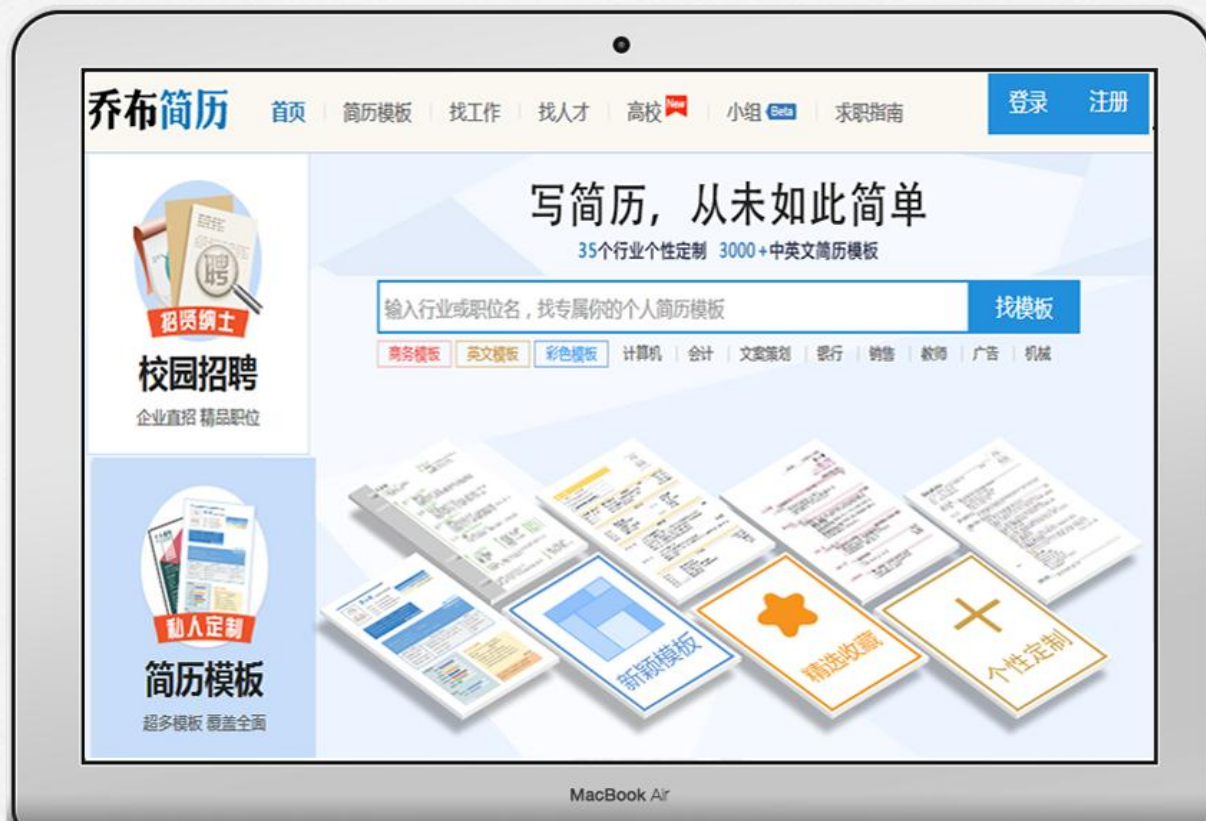 乔布简历 首页 简历模板 找工作 找人才 高校 New 小组 Beta 求职指南 登录 注册
聘
招贤纳士
校园招聘
企业直招 精品职位
私人定制
简历模板
超多模板 覆盖全面
写简历，从未如此简单
35个行业个性定制 3000+中英文简历模板
输入行业或职位名，找专属你的个人简历模板 找模板
商务模板 英文模板 彩色模板 计算机 会计 文案策划 银行 销售 教师 广告 机械
新颖模板 精选收藏 个性定制
MacBook Air